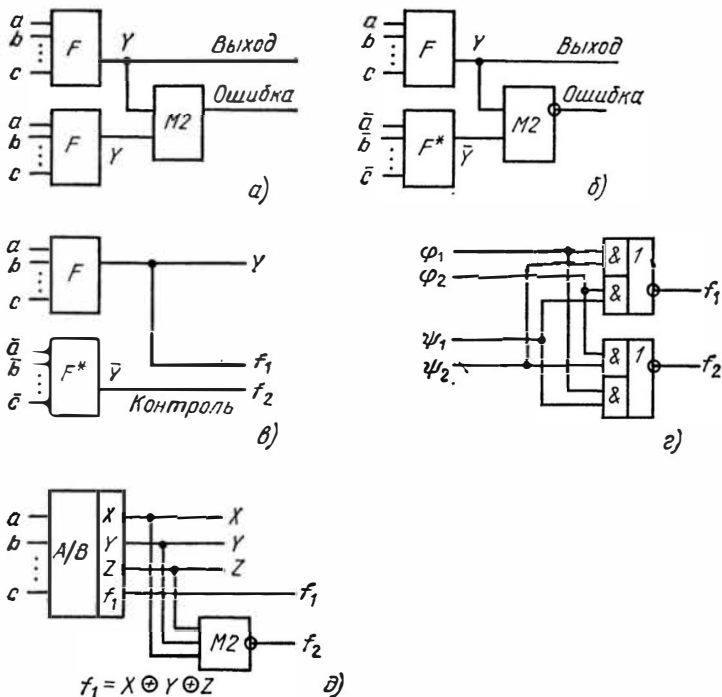 a
b
c
F
Y
Выход
Ошибка
a
b
c
F
Y
M2
а)
a
b
c
F
Y
Выход
Ошибка
ā
b̄
c̄
F*
Ȳ
M2
б)
a
b
c
F
Y
f₁
ā
b̄
c̄
F*
Ȳ
f₂
Контроль
в)
φ₁
φ₂
ψ₁
ψ₂
& 1
&
f₁
& 1
&
f₂
г)
a
b
c
A/B
X X
Y Y
Z Z
f₁ f₁
M2
f₂
f₁ = X ⊕ Y ⊕ Z
д)